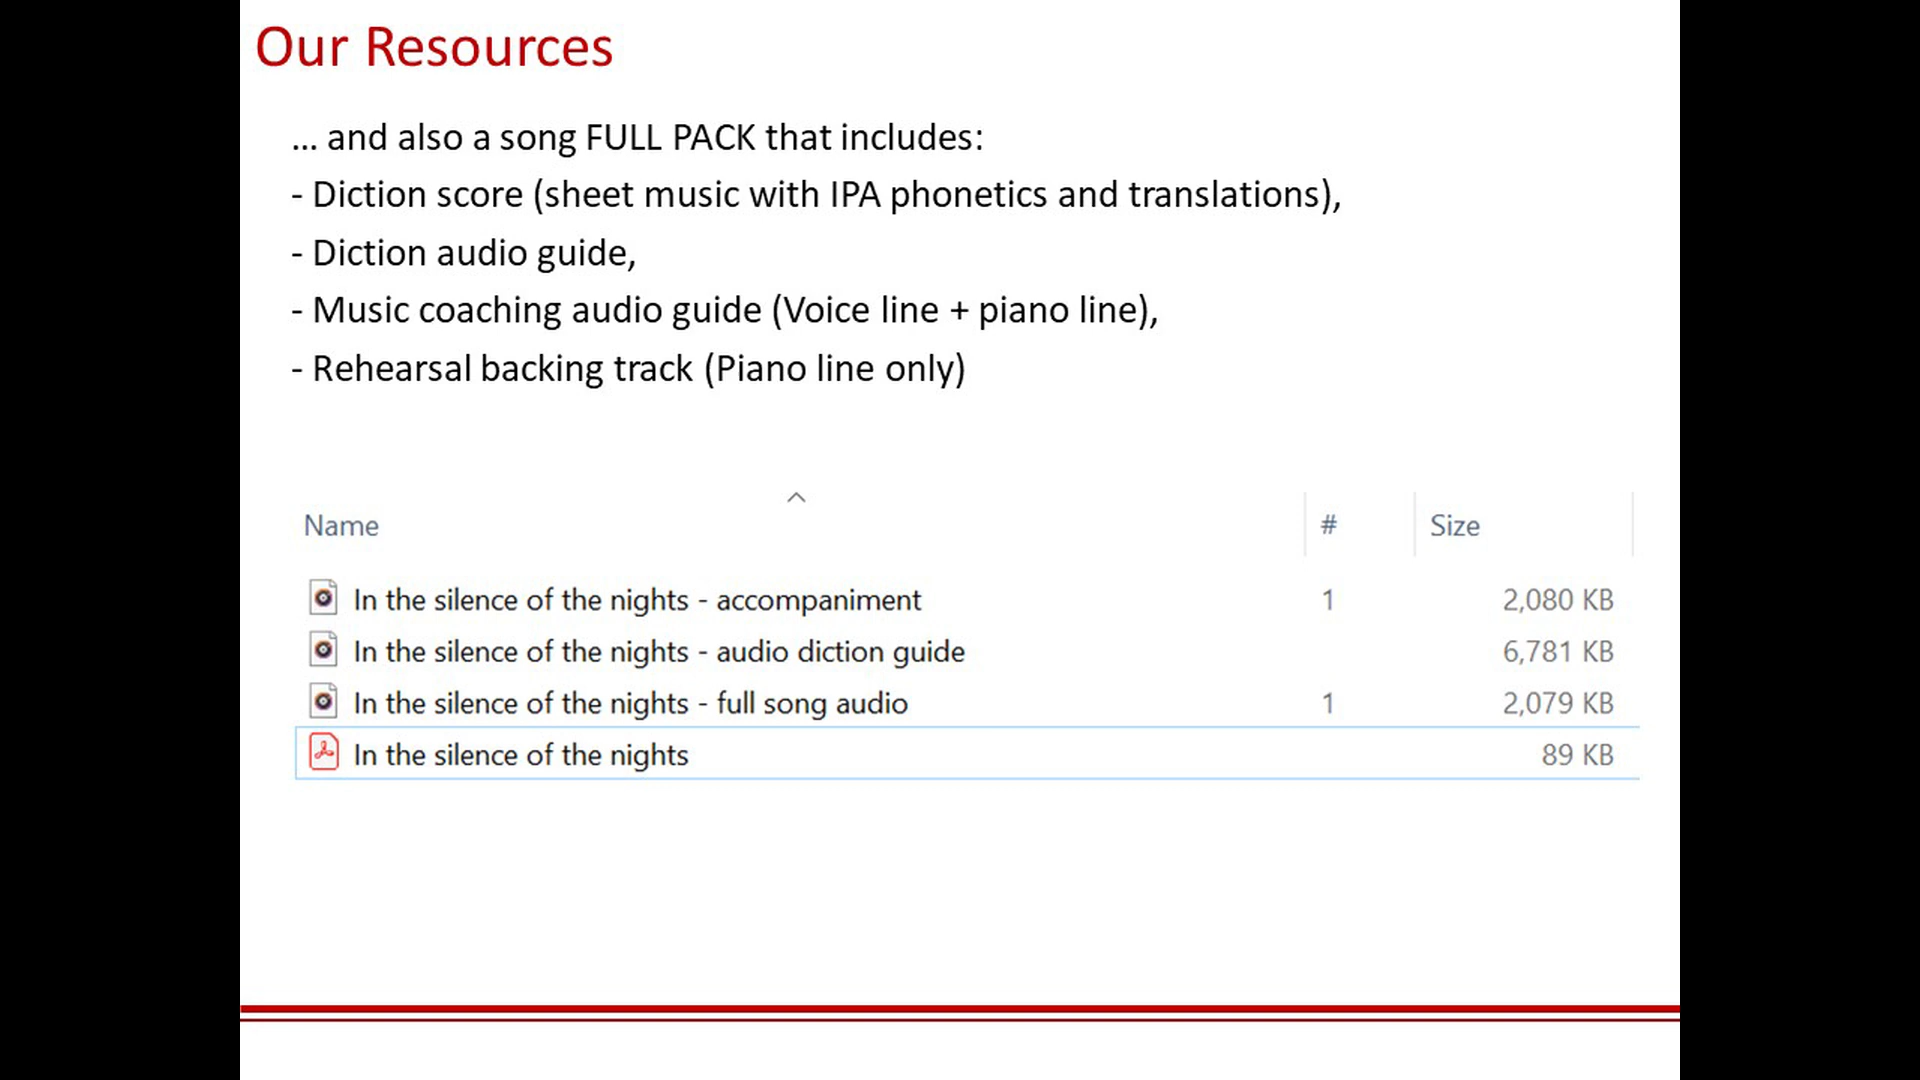 Our Resources
... and also a song FULL PACK that includes:
- Diction score (sheet music with IPA phonetics and translations),
- Diction audio guide,
- Music coaching audio guide (Voice line + piano line),
- Rehearsal backing track (Piano line only)
Name # Size
In the silence of the nights - accompaniment 1 2,080 KB
In the silence of the nights - audio diction guide 6,781 KB
In the silence of the nights - full song audio 1 2,079 KB
In the silence of the nights 89 KB